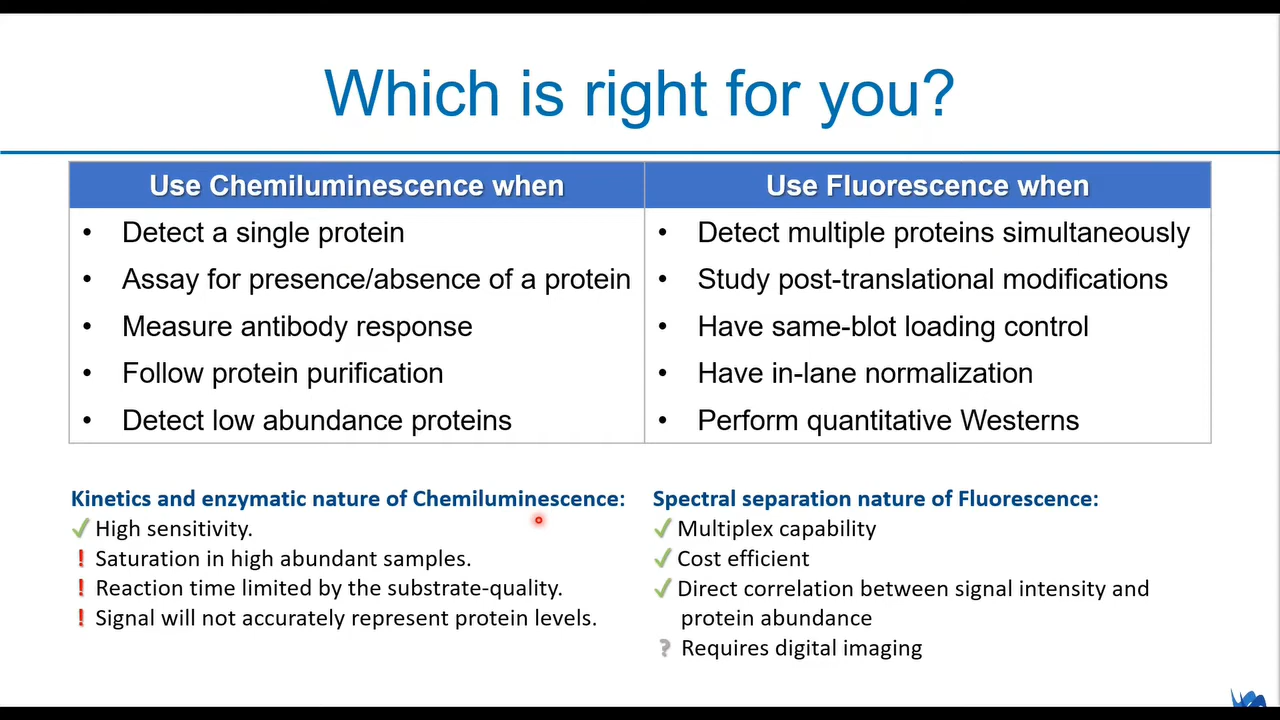 Which is right for you?
Use Chemiluminescence when
• Detect a single protein
• Assay for presence/absence of a protein
• Measure antibody response
• Follow protein purification
• Detect low abundance proteins
Use Fluorescence when
• Detect multiple proteins simultaneously
• Study post-translational modifications
• Have same-blot loading control
• Have in-lane normalization
• Perform quantitative Westerns
Kinetics and enzymatic nature of Chemiluminescence:
✓ High sensitivity.
! Saturation in high abundant samples.
! Reaction time limited by the substrate-quality.
! Signal will not accurately represent protein levels.
Spectral separation nature of Fluorescence:
✓ Multiplex capability
✓ Cost efficient
✓ Direct correlation between signal intensity and
protein abundance
? Requires digital imaging